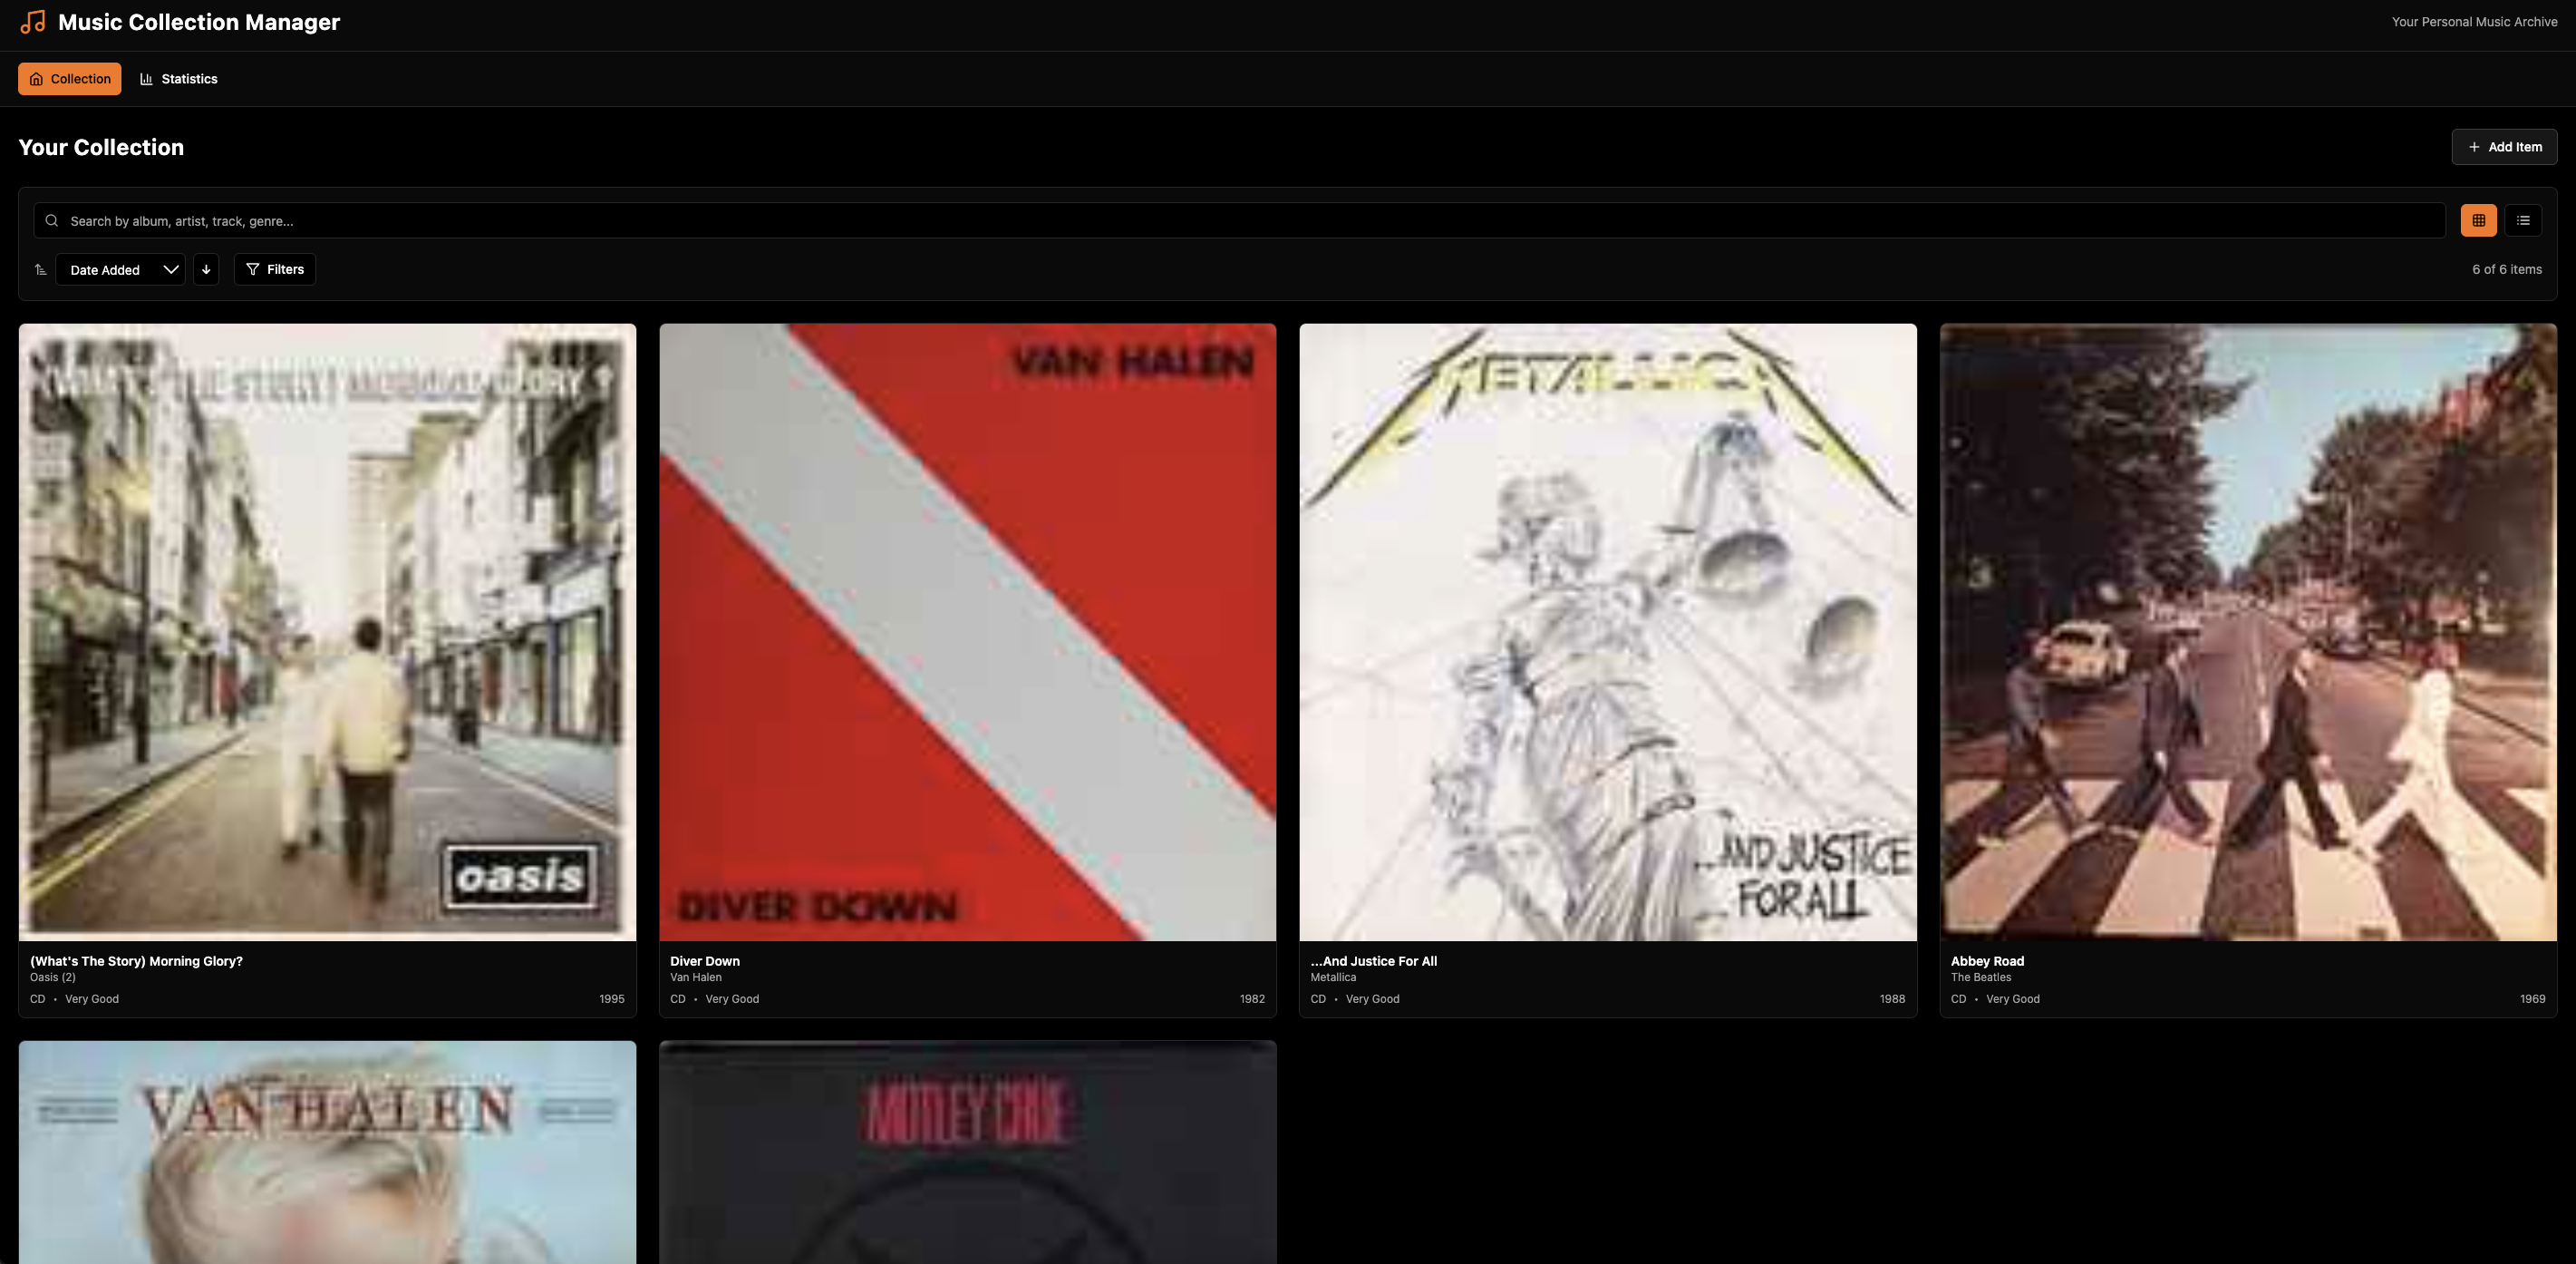 Music Collection Manager
Your Personal Music Archive
Collection
Statistics
Your Collection
Add Item
Search by album, artist, track, genre...
Date Added
Filters
6 of 6 items
VAN HALEN
METALLICA
oasis
DIVER DOWN
...AND JUSTICE
FOR ALL
(What's The Story) Morning Glory?
Oasis (2)
CD • Very Good
1995
Diver Down
Van Halen
CD • Very Good
1982
...And Justice For All
Metallica
CD • Very Good
1988
Abbey Road
The Beatles
CD • Very Good
1969
VAN HALEN
MÖTLEY CRÜE